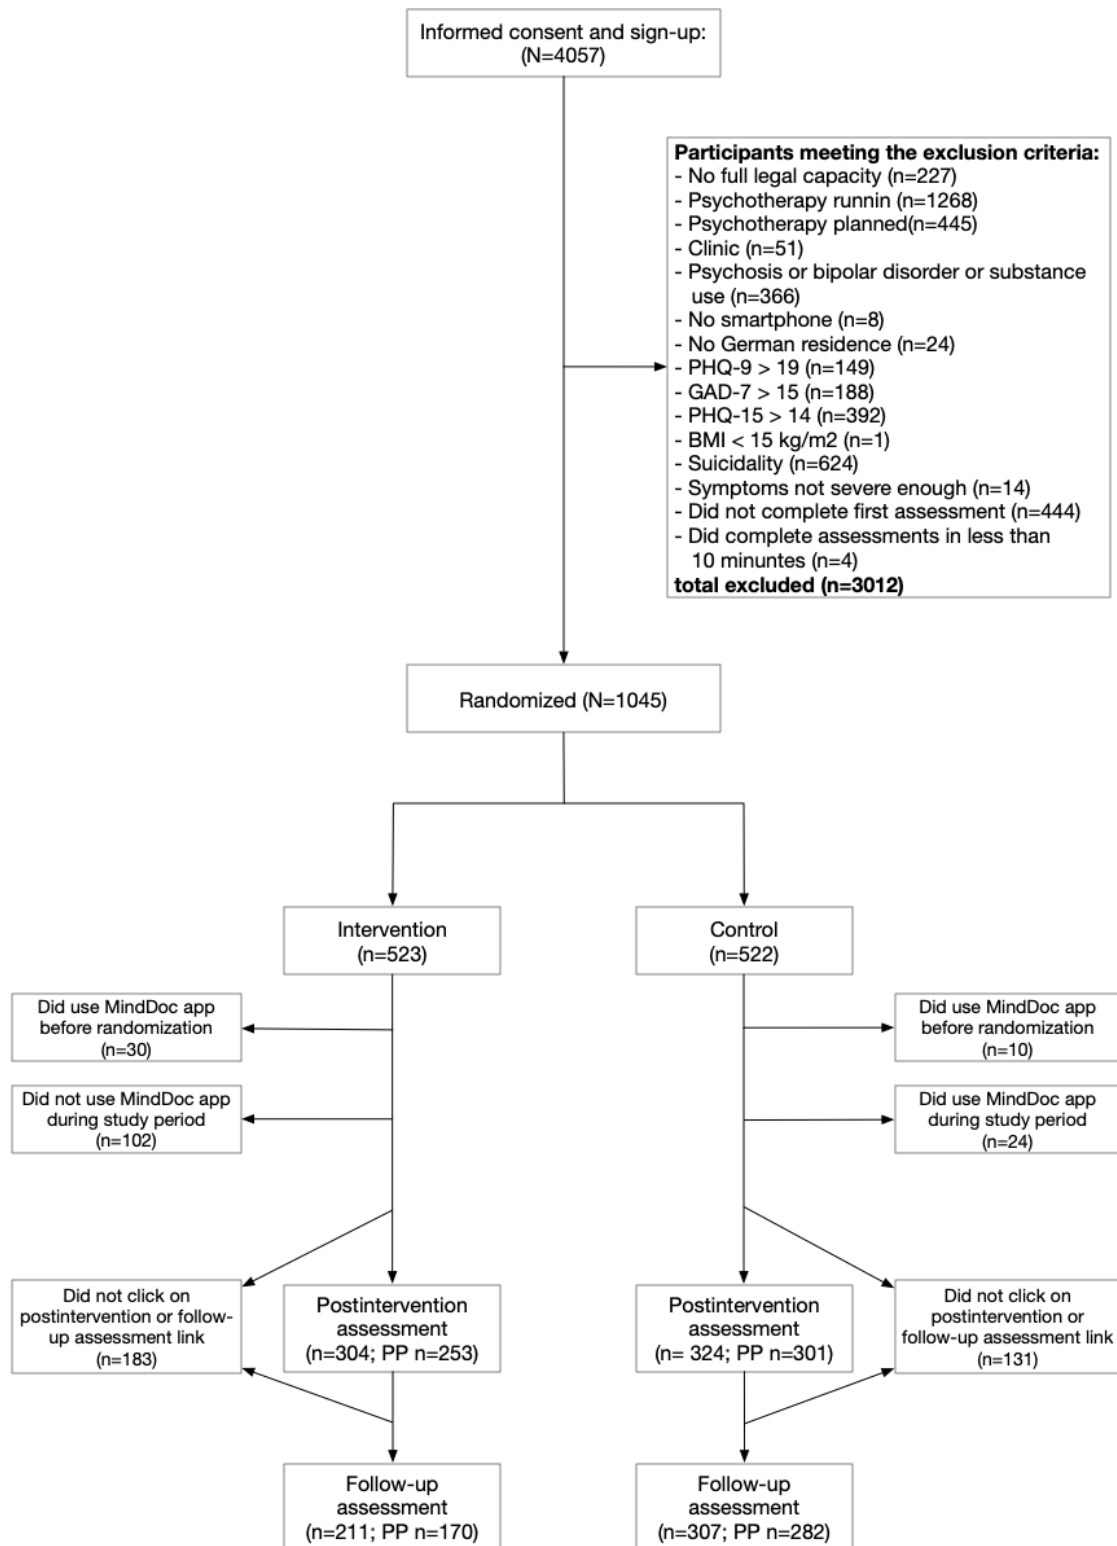 Informed consent and sign-up:
(N=4057)
Participants meeting the exclusion criteria:
- No full legal capacity (n=227)
- Psychotherapy runnin (n=1268)
- Psychotherapy planned(n=445)
- Clinic (n=51)
- Psychosis or bipolar disorder or substance
use (n=366)
- No smartphone (n=8)
- No German residence (n=24)
- PHQ-9 > 19 (n=149)
- GAD-7 > 15 (n=188)
- PHQ-15 > 14 (n=392)
- BMI < 15 kg/m2 (n=1)
- Suicidality (n=624)
- Symptoms not severe enough (n=14)
- Did not complete first assessment (n=444)
- Did complete assessments in less than
10 minuntes (n=4)
total excluded (n=3012)
Randomized (N=1045)
Intervention
(n=523)
Control
(n=522)
Did use MindDoc app
before randomization
(n=30)
Did use MindDoc app
before randomization
(n=10)
Did not use MindDoc app
during study period
(n=102)
Did use MindDoc app
during study period
(n=24)
Did not click on
postintervention or follow-
up assessment link
(n=183)
Postintervention
assessment
(n=304; PP n=253)
Postintervention
assessment
(n= 324; PP n=301)
Did not click on
postintervention or
follow-up assessment link
(n=131)
Follow-up
assessment
(n=211; PP n=170)
Follow-up
assessment
(n=307; PP n=282)